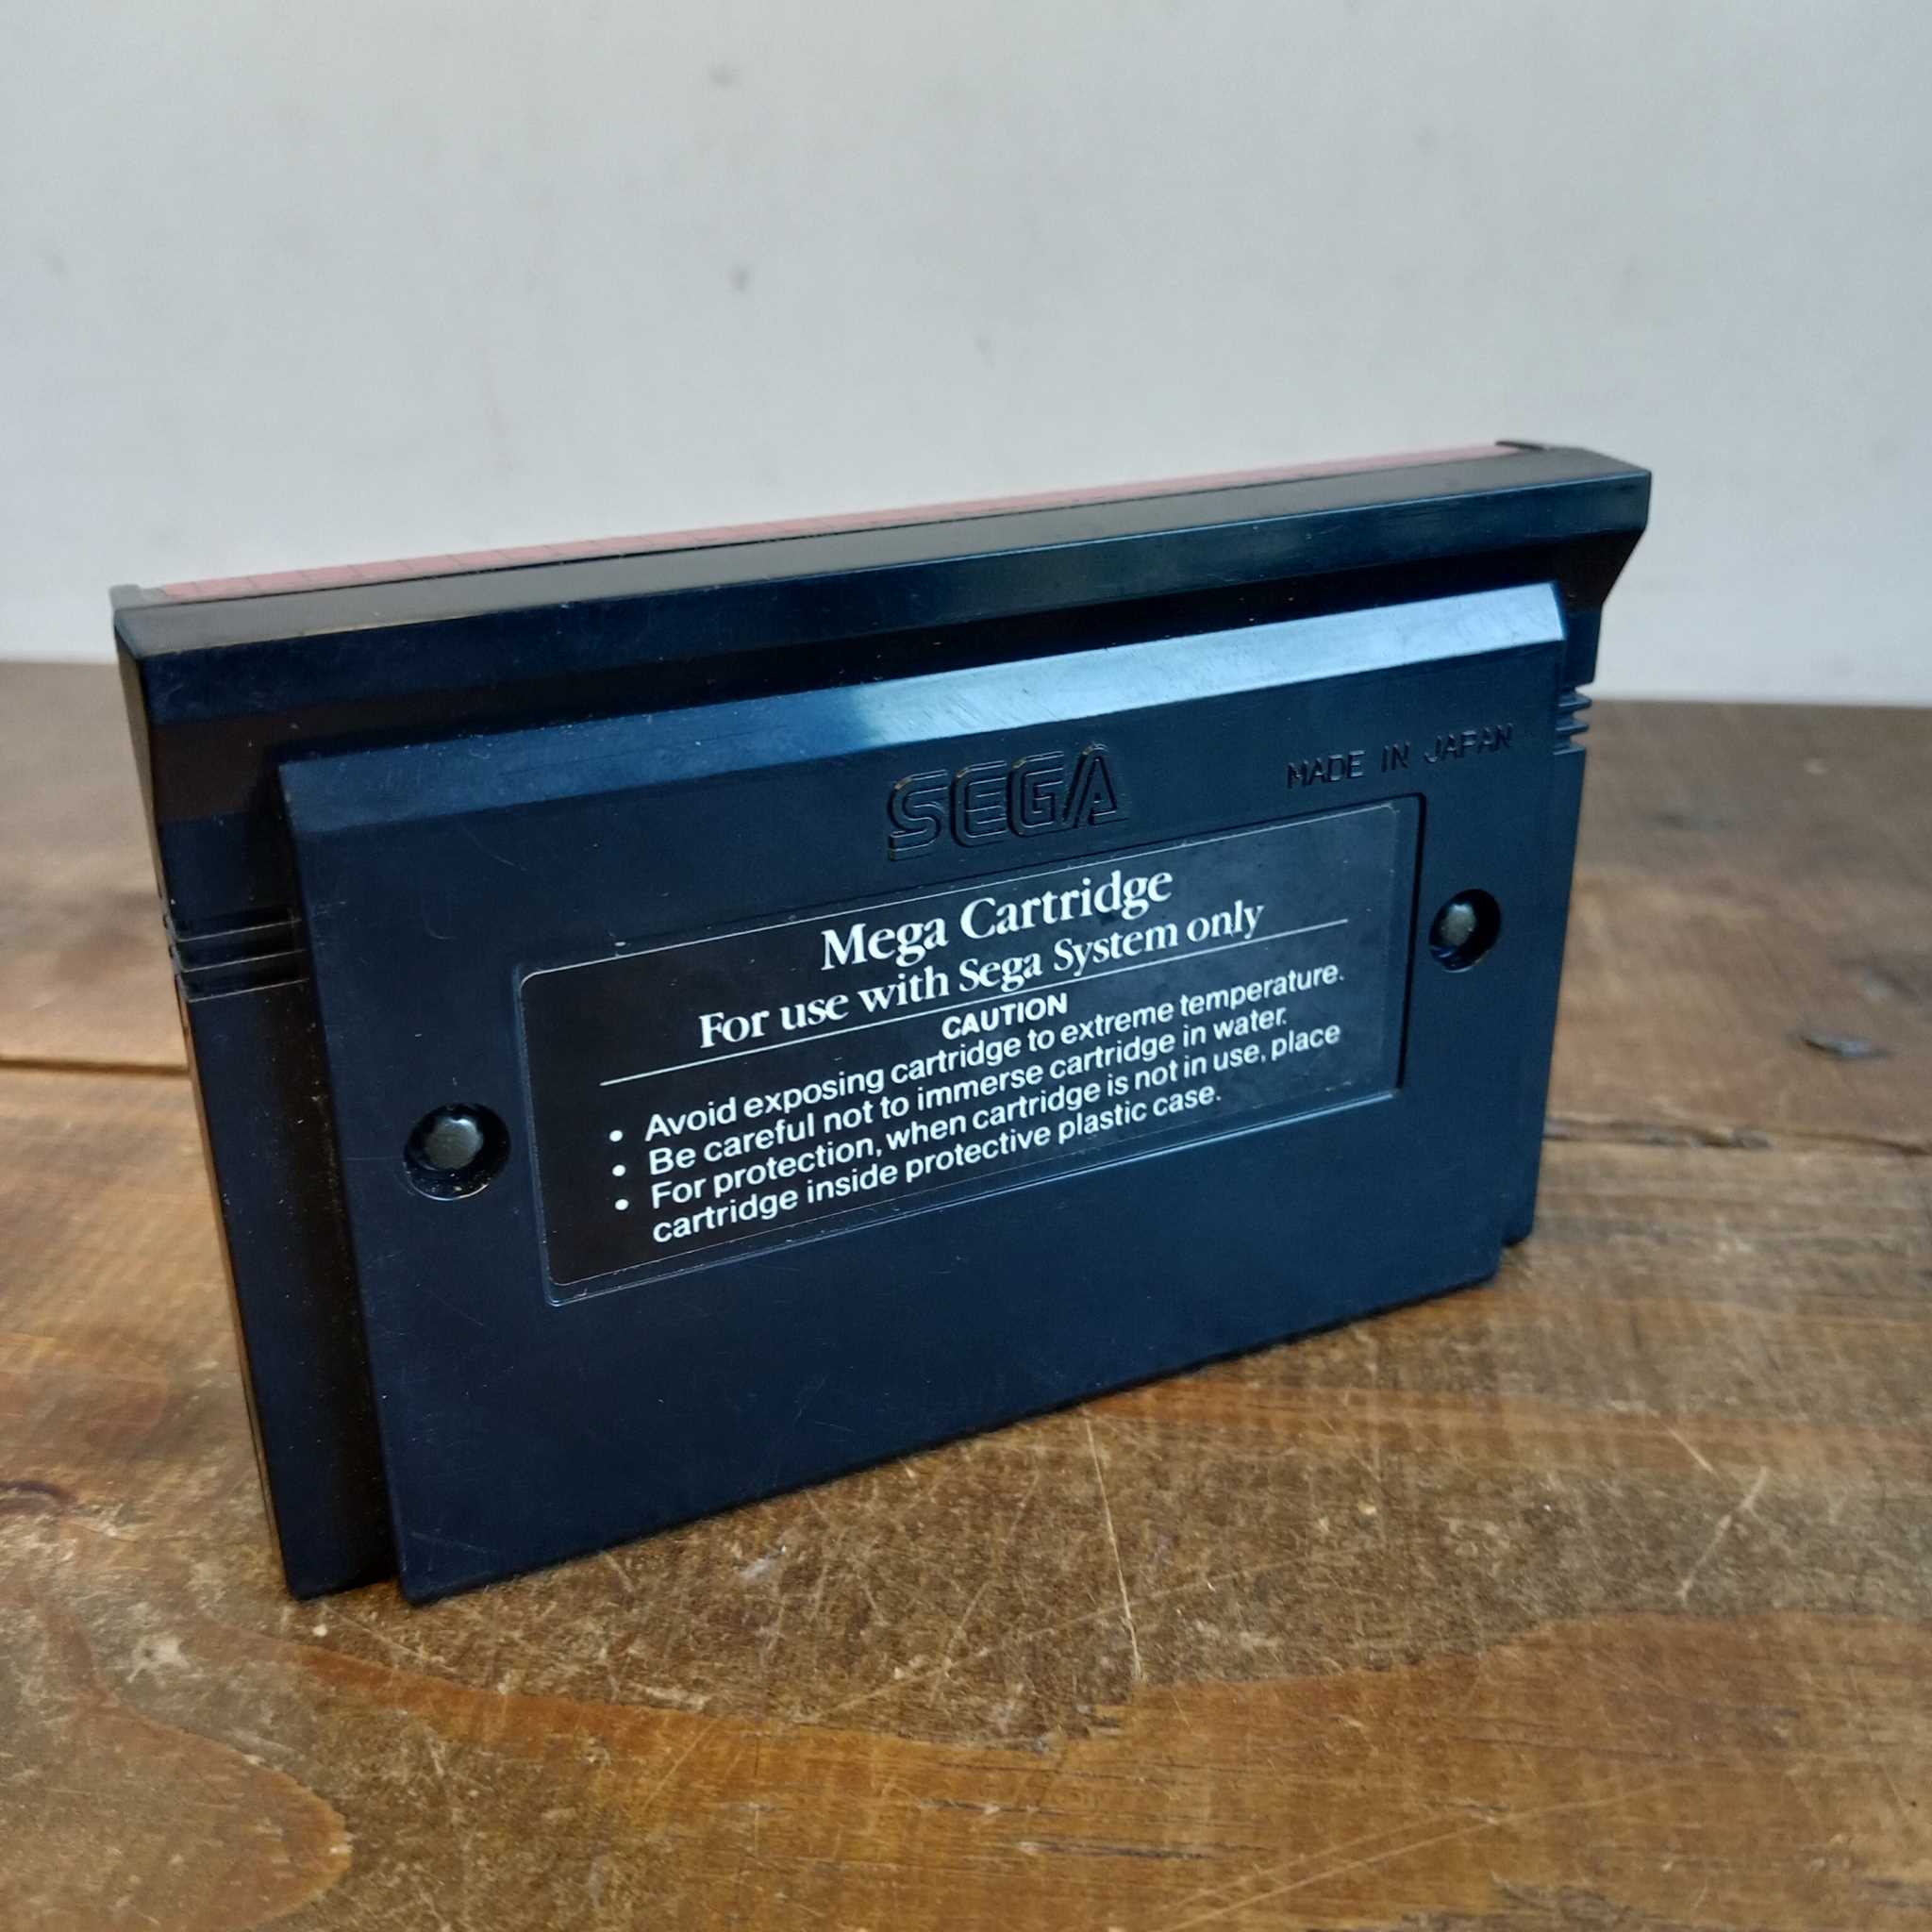 SEGA
MADE IN JAPAN
Mega Cartridge
For use with Sega System only
CAUTION
• Avoid exposing cartridge to extreme temperature.
• Be careful not to immerse cartridge in water.
• For protection, when cartridge is not in use, place
cartridge inside protective plastic case.